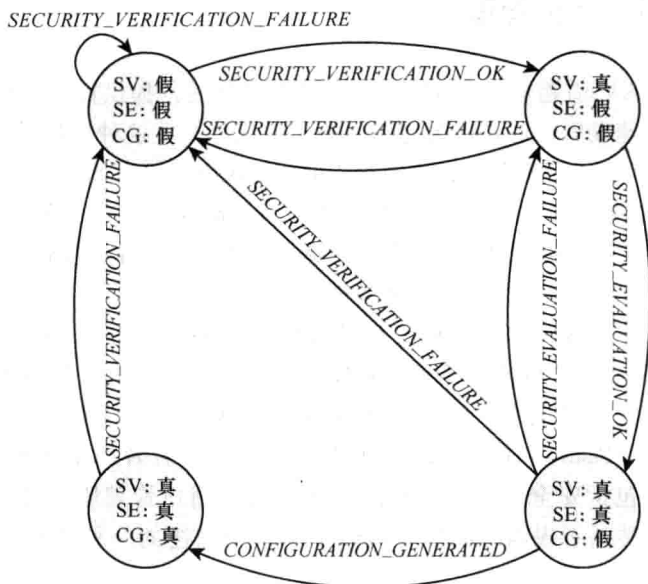 SECURITY_VERIFICATION_FAILURE
SV: 假
SE: 假
CG: 假
SECURITY_VERIFICATION_OK
SV: 真
SE: 假
CG: 假
SECURITY_VERIFICATION_FAILURE
SECURITY_VERIFICATION_FAILURE
SECURITY_VERIFICATION_FAILURE
SECURITY_EVALUATION_FAILURE
SECURITY_EVALUATION_OK
SV: 真
SE: 真
CG: 真
SV: 真
SE: 真
CG: 假
CONFIGURATION_GENERATED